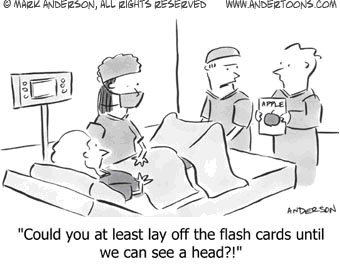 © MARK ANDERSON, ALL RIGHTS RESERVED WWW.ANDERTOONS.COM
APPLE
ANDERSON
"Could you at least lay off the flash cards until
we can see a head?!"